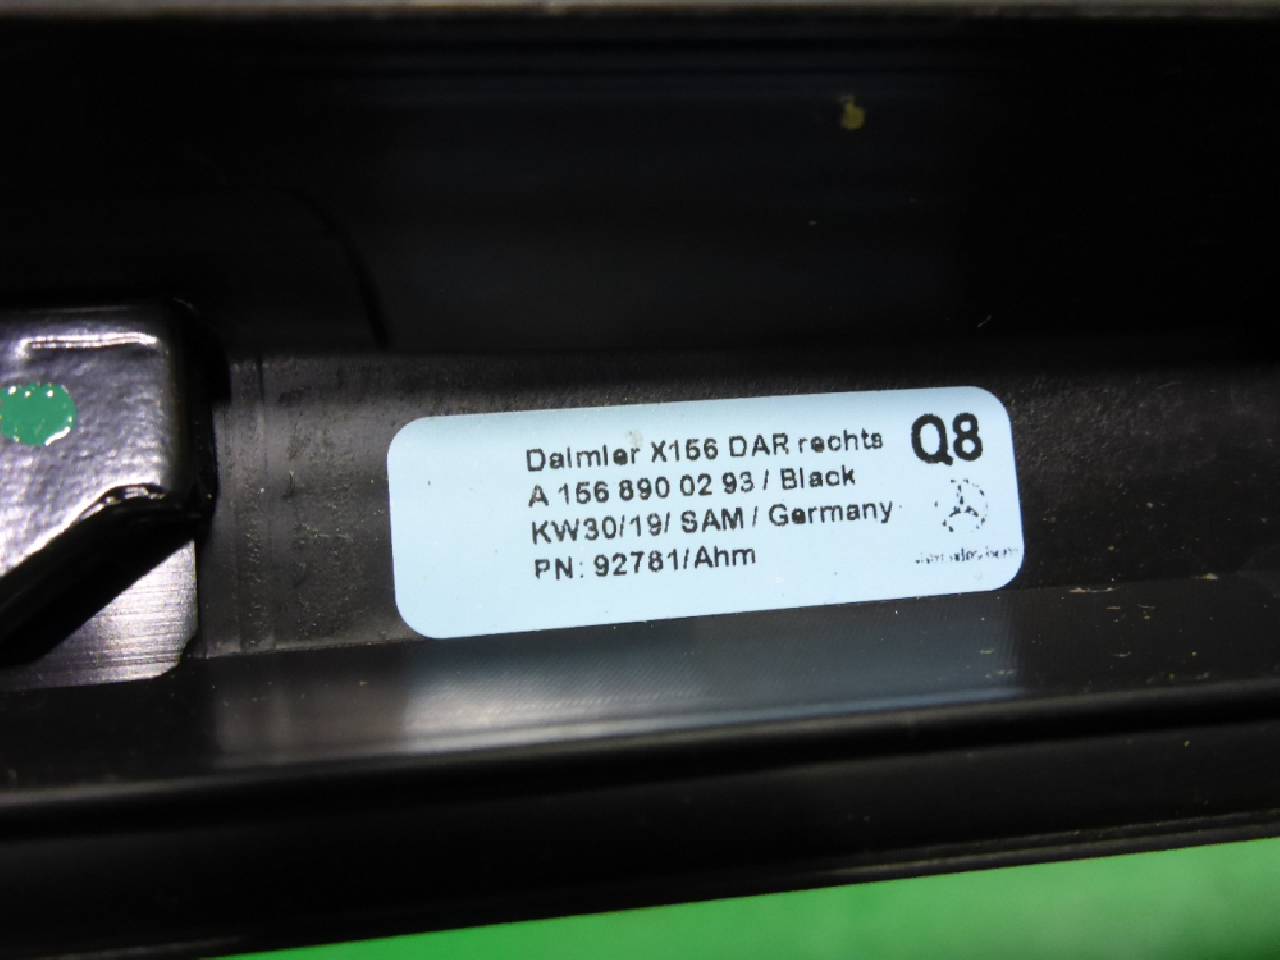 Daimler X156 DAR rechts
Q8
A 156 890 02 93 / Black
KW30/19/ SAM / Germany
PN: 92781/Ahm